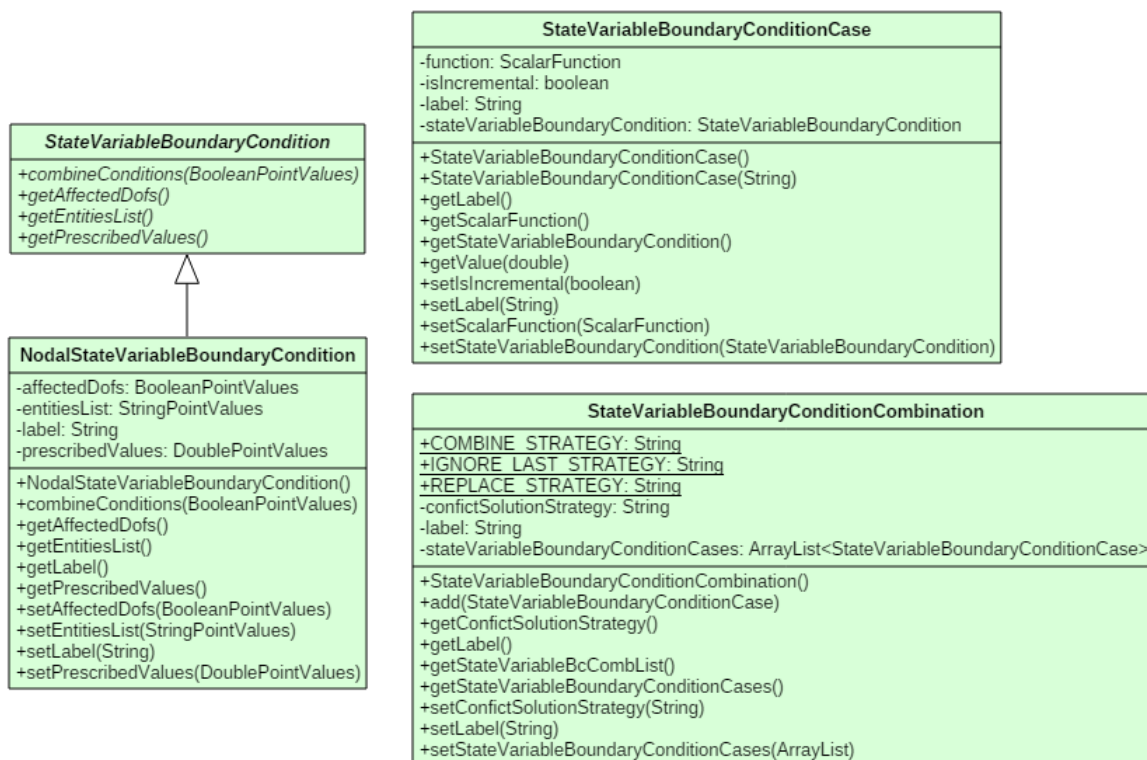 StateVariableBoundaryCondition
+combineConditions(BooleanPointValues)
+getAffectedDofs()
+getEntitiesList()
+getPrescribedValues()
NodalStateVariableBoundaryCondition
-affectedDofs: BooleanPointValues
-entitiesList: StringPointValues
-label: String
-prescribedValues: DoublePointValues
+NodalStateVariableBoundaryCondition()
+combineConditions(BooleanPointValues)
+getAffectedDofs()
+getEntitiesList()
+getLabel()
+getPrescribedValues()
+setAffectedDofs(BooleanPointValues)
+setEntitiesList(StringPointValues)
+setLabel(String)
+setPrescribedValues(DoublePointValues)
StateVariableBoundaryConditionCase
-function: ScalarFunction
-isIncremental: boolean
-label: String
-stateVariableBoundaryCondition: StateVariableBoundaryCondition
+StateVariableBoundaryConditionCase()
+StateVariableBoundaryConditionCase(String)
+getLabel()
+getScalarFunction()
+getStateVariableBoundaryCondition()
+getValue(double)
+setIsIncremental(boolean)
+setLabel(String)
+setScalarFunction(ScalarFunction)
+setStateVariableBoundaryCondition(StateVariableBoundaryCondition)
StateVariableBoundaryConditionCombination
+COMBINE_STRATEGY: String
+IGNORE_LAST_STRATEGY: String
+REPLACE_STRATEGY: String
-confictSolutionStrategy: String
-label: String
-stateVariableBoundaryConditionCases: ArrayList<StateVariableBoundaryConditionCase>
+StateVariableBoundaryConditionCombination()
+add(StateVariableBoundaryConditionCase)
+getConfictSolutionStrategy()
+getLabel()
+getStateVariableBcCombList()
+getStateVariableBoundaryConditionCases()
+setConfictSolutionStrategy(String)
+setLabel(String)
+setStateVariableBoundaryConditionCases(ArrayList)